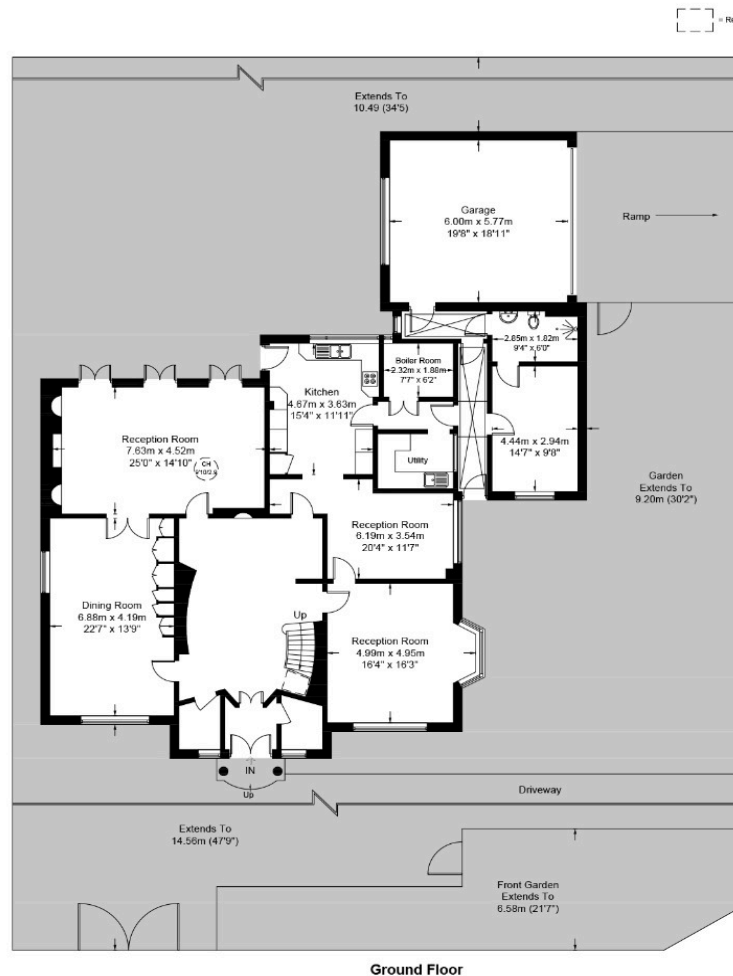 Extends To
10.49 (34'5)
Garage
6.00m x 5.77m
19'8" x 18'11"
Ramp
2.85m x 1.82m
9'4" x 6'0"
Boiler Room
2.32m x 1.88m
7'7" x 6'2"
Kitchen
4.67m x 3.63m
15'4" x 11'11"
Reception Room
7.63m x 4.52m
25'0" x 14'10"
CH
4.44m x 2.94m
14'7" x 9'8"
Utility
Garden
Extends To
9.20m (30'2")
Reception Room
6.19m x 3.54m
20'4" x 11'7"
Dining Room
6.88m x 4.19m
22'7" x 13'9"
Up
Reception Room
4.99m x 4.95m
16'4" x 16'3"
IN
Up
Driveway
Extends To
14.56m (47'9")
Front Garden
Extends To
6.58m (21'7")
Ground Floor